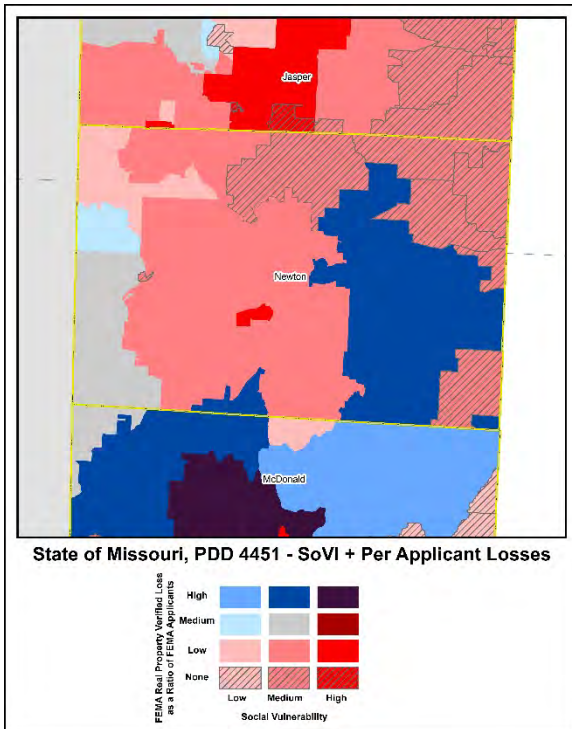 Jasper
Newton
McDonald
State of Missouri, PDD 4451 - SoVI + Per Applicant Losses
FEMA Real Property Verified Loss
as a Ratio of FEMA Applicants
High
Medium
Low
None
Low Medium High
Social Vulnerability